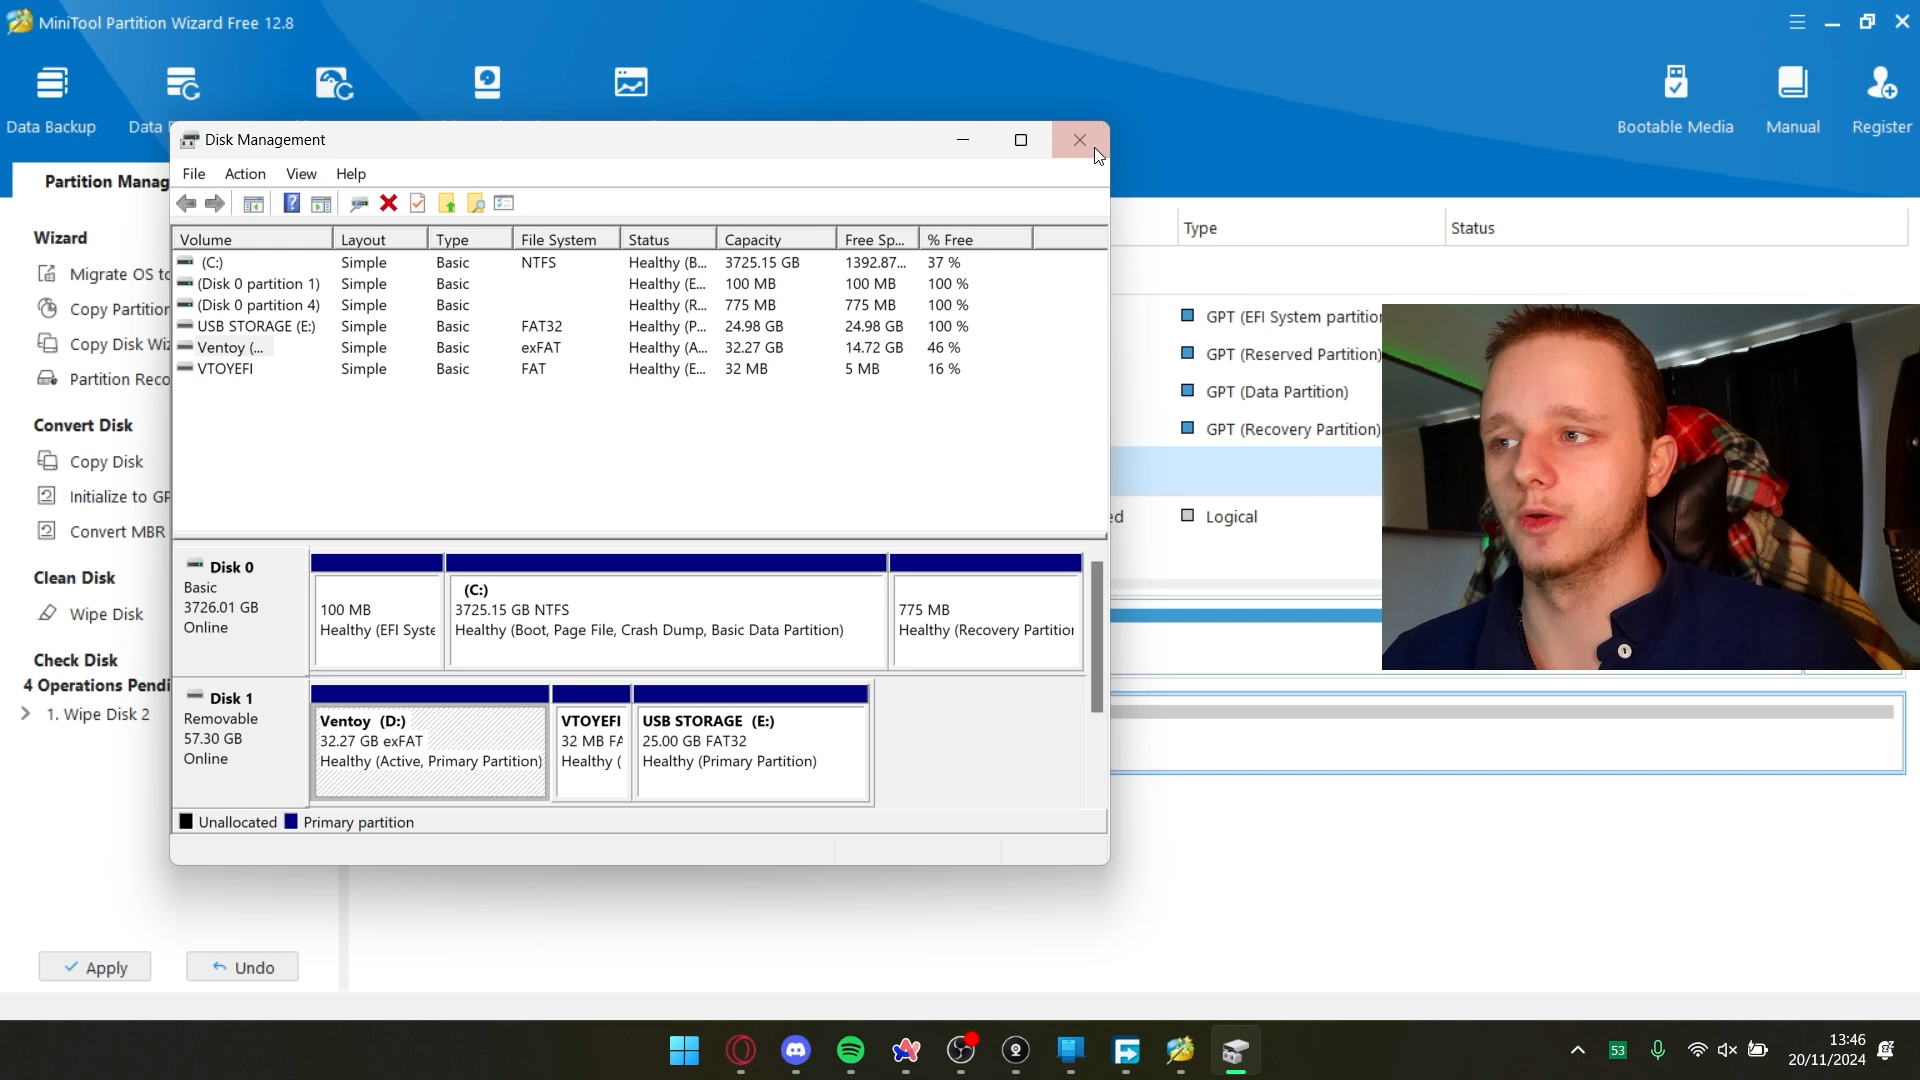 MiniTool Partition Wizard Free 12.8
Data Backup
Data
Bootable Media
Manual
Register
Partition Manag
Type
Status
Wizard
Migrate OS to
Copy Partition
Copy Disk Wiz
Partition Reco
Convert Disk
Copy Disk
Initialize to GP
Convert MBR
Clean Disk
Wipe Disk
Check Disk
4 Operations Pendi
1. Wipe Disk 2
Apply
Undo
Disk Management
File Action View Help
Volume Layout Type File System Status Capacity Free Sp... % Free
(C:) Simple Basic NTFS Healthy (B... 3725.15 GB 1392.87... 37 %
(Disk 0 partition 1) Simple Basic Healthy (E... 100 MB 100 MB 100 %
(Disk 0 partition 4) Simple Basic Healthy (R... 775 MB 775 MB 100 %
USB STORAGE (E:) Simple Basic FAT32 Healthy (P... 24.98 GB 24.98 GB 100 %
Ventoy (... Simple Basic exFAT Healthy (A... 32.27 GB 14.72 GB 46 %
VTOYEFI Simple Basic FAT Healthy (E... 32 MB 5 MB 16 %
Disk 0
Basic
3726.01 GB
Online
100 MB
Healthy (EFI Syste
(C:)
3725.15 GB NTFS
Healthy (Boot, Page File, Crash Dump, Basic Data Partition)
775 MB
Healthy (Recovery Partition
Disk 1
Removable
57.30 GB
Online
Ventoy (D:)
32.27 GB exFAT
Healthy (Active, Primary Partition)
VTOYEFI
32 MB FA
Healthy (
USB STORAGE (E:)
25.00 GB FAT32
Healthy (Primary Partition)
Unallocated Primary partition
GPT (EFI System partition
GPT (Reserved Partition)
GPT (Data Partition)
GPT (Recovery Partition)
ed
Logical
53
13:46
20/11/2024